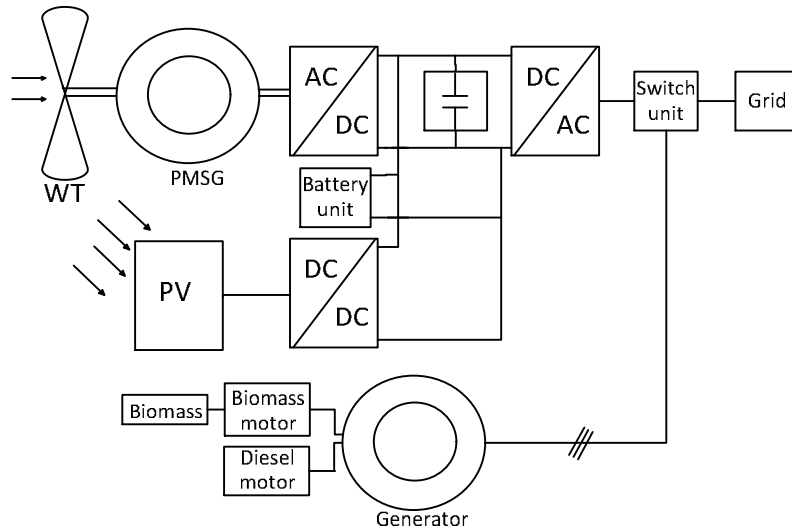 AC
DC
DC
AC
Switch
unit
Grid
WT
PMSG
Battery
unit
PV
DC
DC
Biomass
Biomass
motor
Diesel
motor
Generator